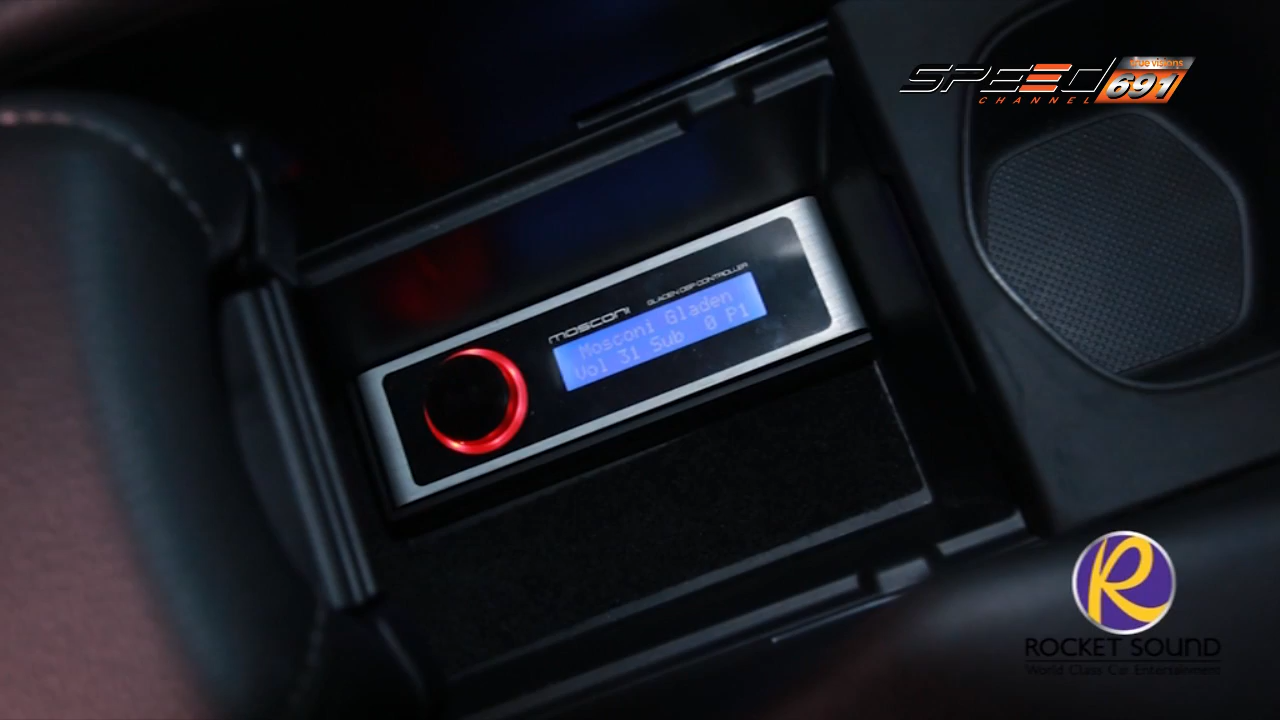 SPEED
true visions
CHANNEL 691
MOSCONI
GLADEN DSP CONTROLLER
Mosconi Gladen
Vol 31 Sub 0 P1
R
ROCKET SOUND
World Class Car Entertainment